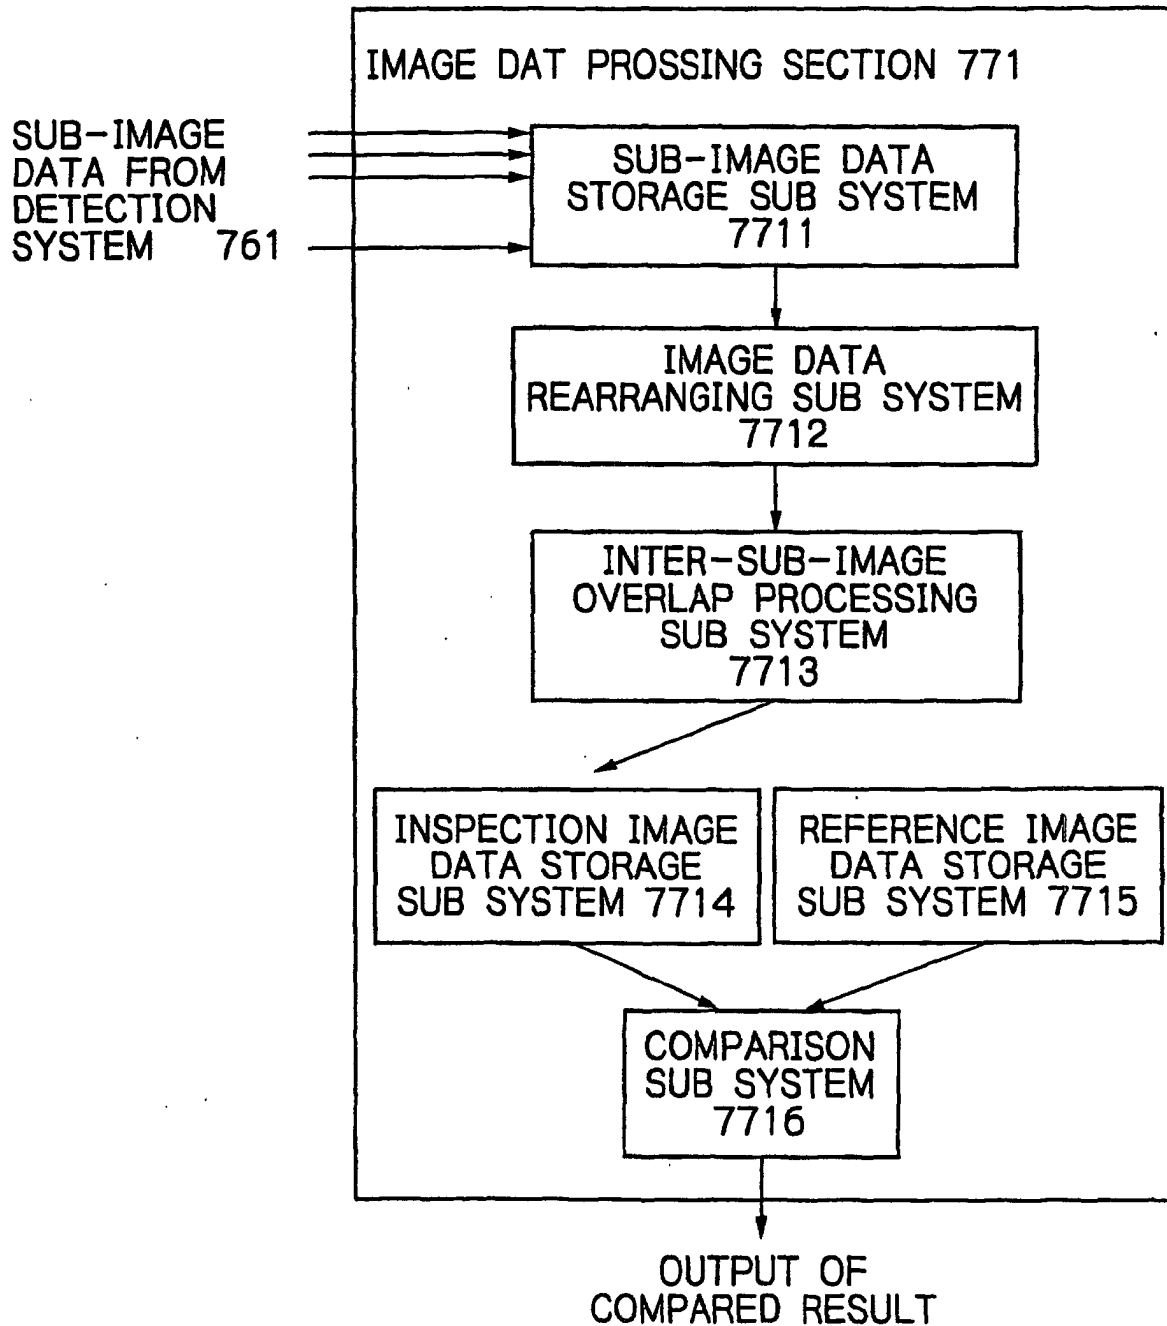 IMAGE DAT PROSSING SECTION 771
SUB-IMAGE
DATA FROM
DETECTION
SYSTEM 761
SUB-IMAGE DATA
STORAGE SUB SYSTEM
7711
IMAGE DATA
REARRANGING SUB SYSTEM
7712
INTER-SUB-IMAGE
OVERLAP PROCESSING
SUB SYSTEM
7713
INSPECTION IMAGE
DATA STORAGE
SUB SYSTEM 7714
REFERENCE IMAGE
DATA STORAGE
SUB SYSTEM 7715
COMPARISON
SUB SYSTEM
7716
OUTPUT OF
COMPARED RESULT